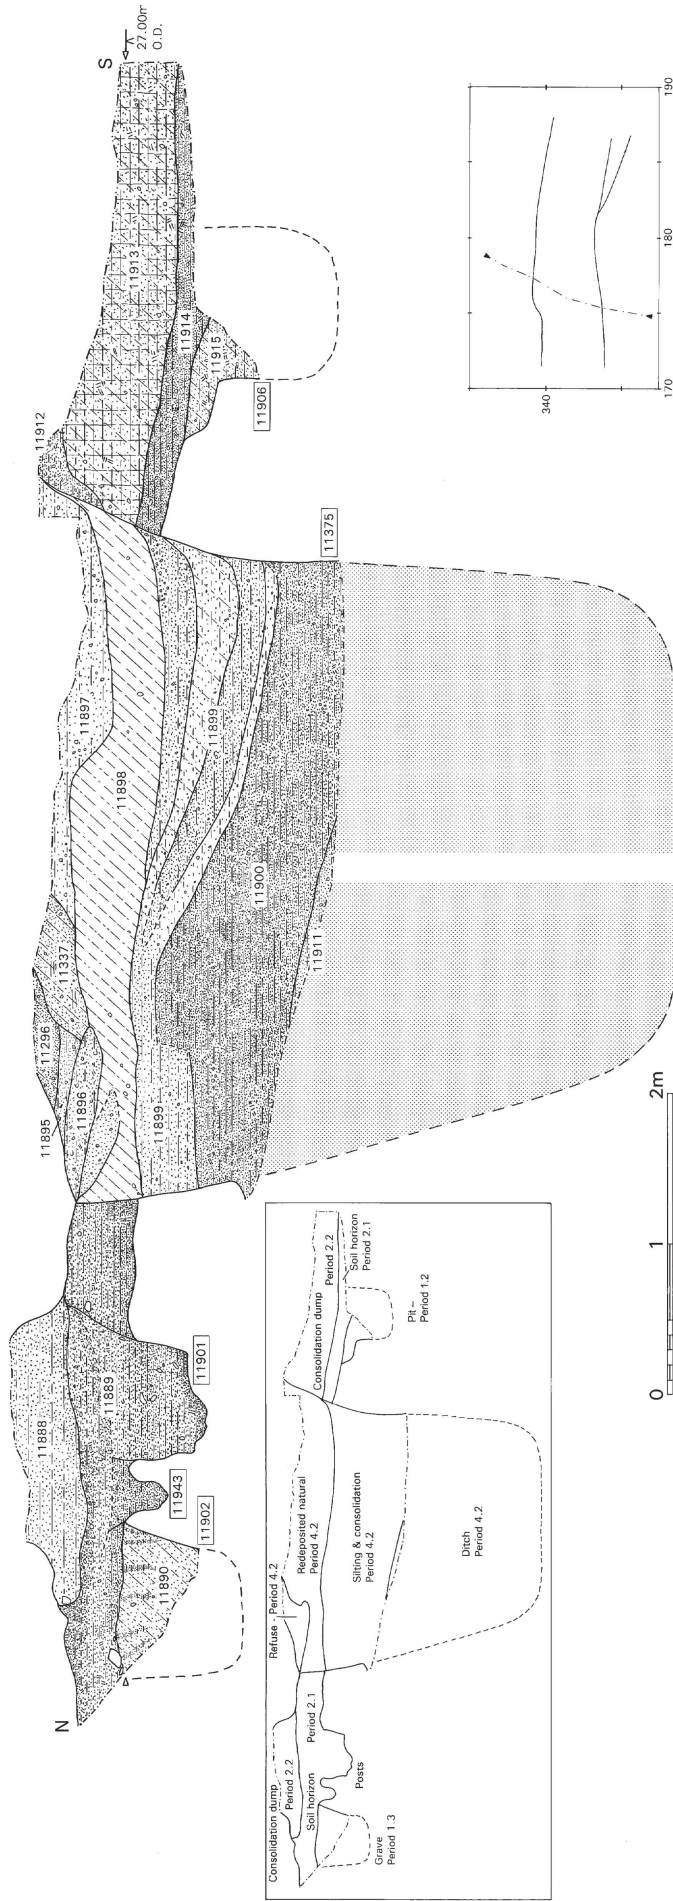 N
S
27.00m
O.D.
11888
11889
11890
11943
11902
11901
11895
11896
11296
11337
11897
11898
11899
11899
11900
11911
11375
11912
11913
11914
11915
11906
Consolidation dump
Period 2.2
Soil horizon
Period 2.1
Grave
Period 1.3
Posts
Refuse - Period 4.2
Redeposited natural
Period 4.2
Silting & consolidation
Period 4.2
Ditch
Period 4.2
Consolidation dump
Period 2.2
Soil horizon
Period 2.1
Pit –
Period 1.2
0 1 2m
340
170 180 190